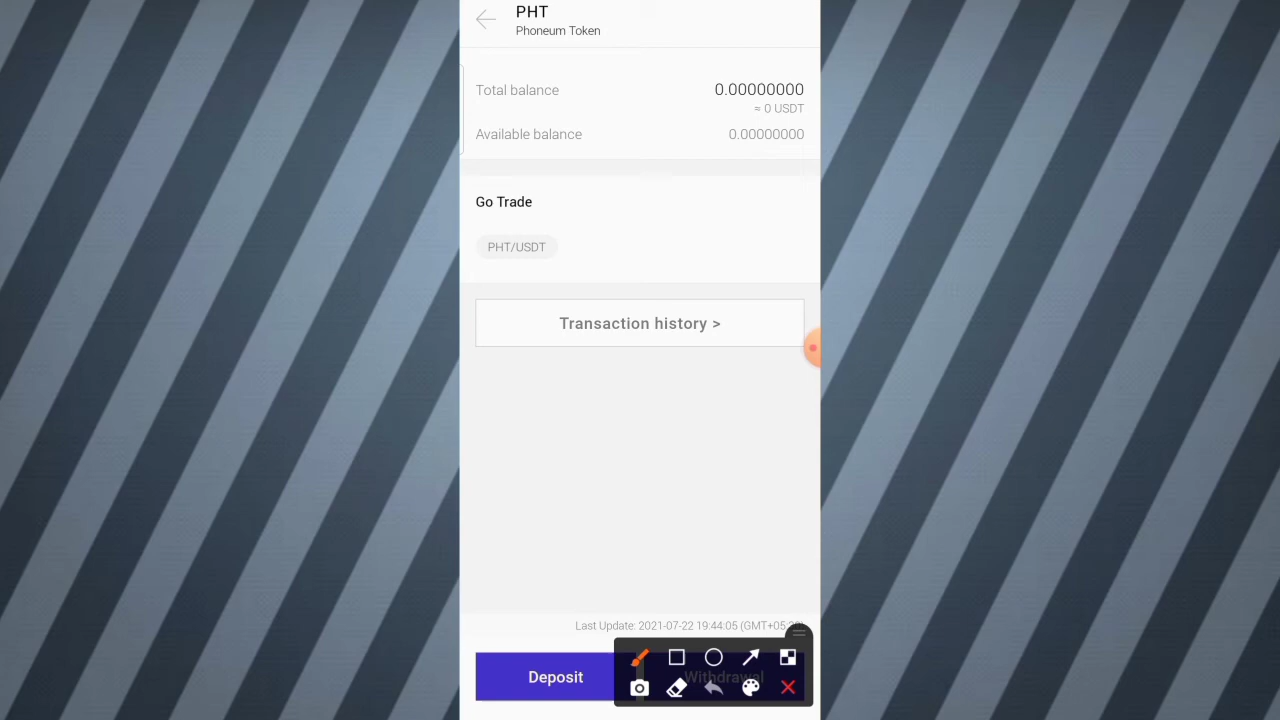 PHT
Phoneum Token
Total balance 0.00000000
≈ 0 USDT
Available balance 0.00000000
Go Trade
PHT/USDT
Transaction history >
Last Update: 2021-07-22 19:44:05
Deposit Withdrawal